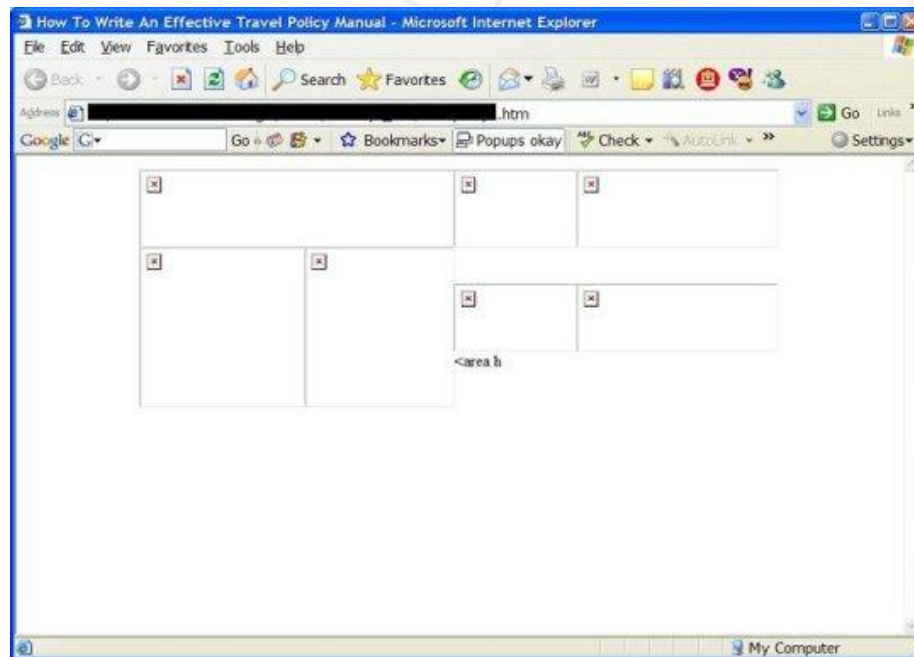 How To Write An Effective Travel Policy Manual - Microsoft Internet Explorer
File Edit View Favorites Tools Help
Back Search Favorites
Address .htm Go Links »
Google G Go Bookmarks Popups okay Check AutoLink » Settings
<area h
My Computer